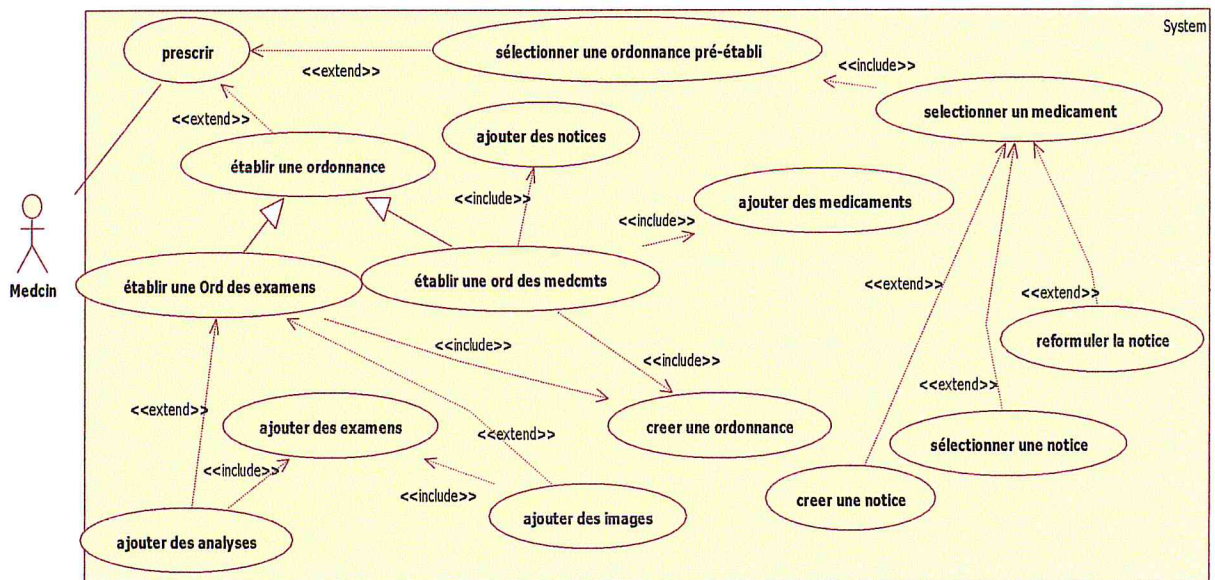 System
prescrir
sélectionner une ordonnance pré-établi
<<extend>>
<<include>>
selectionner un medicament
<<extend>>
ajouter des notices
établir une ordonnance
<<include>>
ajouter des medicaments
<<include>>
Medcin
établir une Ord des examens
établir une ord des medcmts
<<extend>>
<<extend>>
reformuler la notice
<<include>>
<<include>>
<<extend>>
<<extend>>
ajouter des examens
creer une ordonnance
<<extend>>
sélectionner une notice
<<include>>
<<include>>
creer une notice
ajouter des images
ajouter des analyses